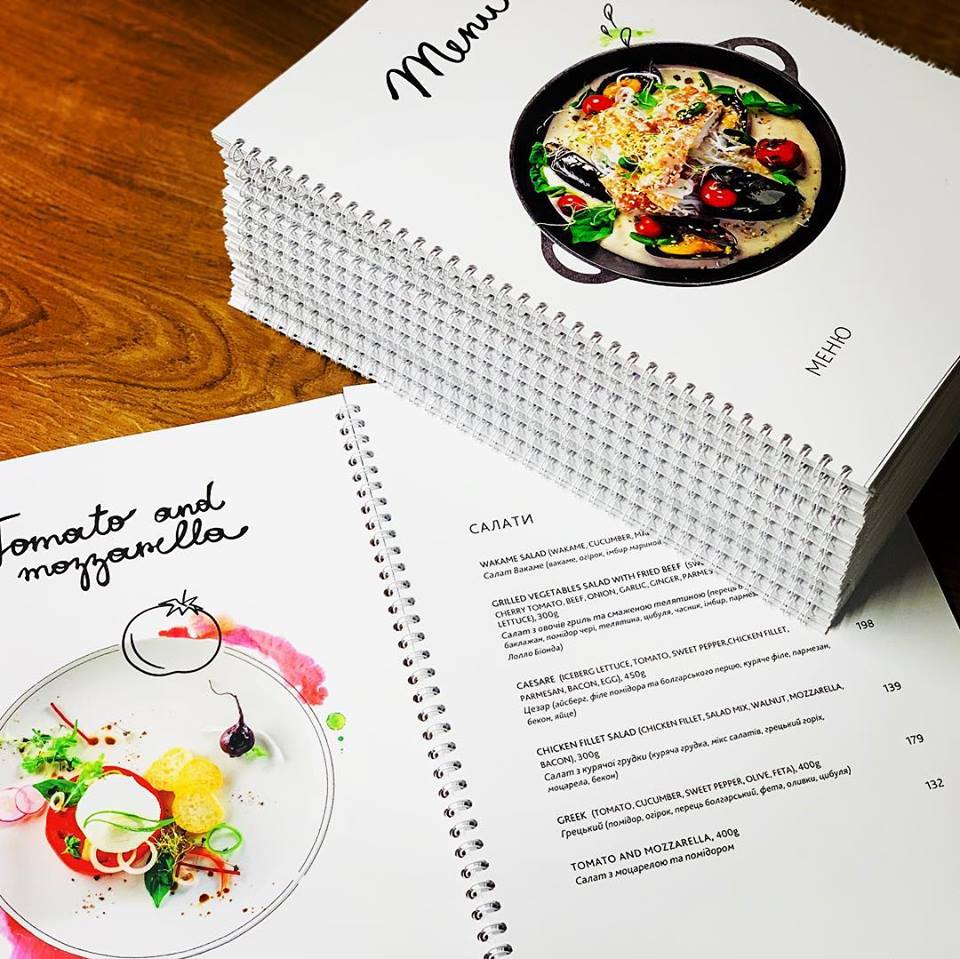 Menu
МЕНЮ
Tomato and
mozzarella
САЛАТИ
WAKAME SALAD (WAKAME, CUCUMBER,
Салат Вакаме (вакаме, огірок, імбир
GRILLED VEGETABLES SALAD WITH FRIED BEEF
CHERRY TOMATO, BEEF, ONION, GARLIC, GINGER,
LETTUCE), 300g
Салат з овочів гриль та смаженою телятиною (перець
баклажан, помідор чері, телятина, цибуля, часник, імбир,
Лолло Біонда)
198
CAESARE (ICEBERG LETTUCE, TOMATO, SWEET PEPPER,CHICKEN FILLET,
PARMESAN, BACON, EGG), 450g
Цезар (айсберг, філе помідора та болгарського перцю, куряче філе, пармезан,
бекон, яйце)
139
CHICKEN FILLET SALAD (CHICKEN FILLET, SALAD MIX, WALNUT, MOZZARELLA,
BACON), 300g
Салат з курячої грудки (куряча грудка, мікс салатів, грецький горіх,
моцарела, бекон)
179
GREEK (TOMATO, CUCUMBER, SWEET PEPPER, OLIVE, FETA), 400g
Грецький (помідор, огірок, перець болгарський, фета, оливки, цибуля)
132
TOMATO AND MOZZARELLA, 400g
Салат з моцарелою та помідором